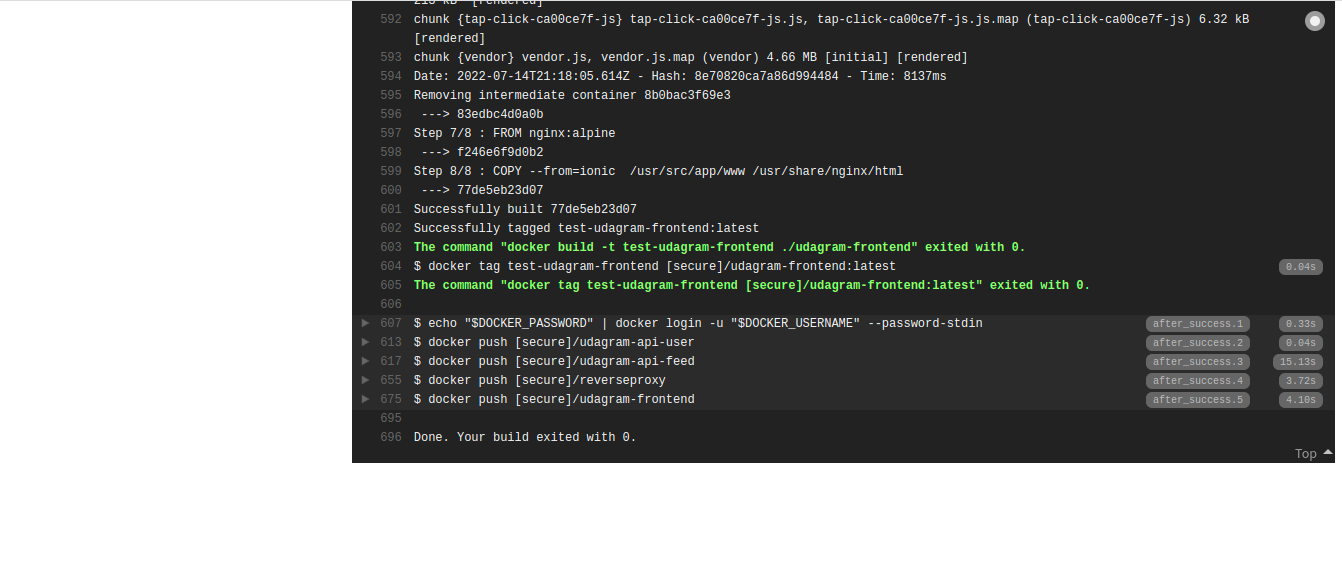 213 kB [rendered]
592 chunk {tap-click-ca00ce7f-js} tap-click-ca00ce7f-js.js, tap-click-ca00ce7f-js.js.map (tap-click-ca00ce7f-js) 6.32 kB
[rendered]
593 chunk {vendor} vendor.js, vendor.js.map (vendor) 4.66 MB [initial] [rendered]
594 Date: 2022-07-14T21:18:05.614Z - Hash: 8e70820ca7a86d994484 - Time: 8137ms
595 Removing intermediate container 8b0bac3f69e3
596 ---> 83edbc4d0a0b
597 Step 7/8 : FROM nginx:alpine
598 ---> f246e6f9d0b2
599 Step 8/8 : COPY --from=ionic  /usr/src/app/www /usr/share/nginx/html
600 ---> 77de5eb23d07
601 Successfully built 77de5eb23d07
602 Successfully tagged test-udagram-frontend:latest
603 The command "docker build -t test-udagram-frontend ./udagram-frontend" exited with 0.
604 $ docker tag test-udagram-frontend [secure]/udagram-frontend:latest 0.04s
605 The command "docker tag test-udagram-frontend [secure]/udagram-frontend:latest" exited with 0.
606
607 $ echo "$DOCKER_PASSWORD" | docker login -u "$DOCKER_USERNAME" --password-stdin after_success.1 0.33s
613 $ docker push [secure]/udagram-api-user after_success.2 0.04s
617 $ docker push [secure]/udagram-api-feed after_success.3 15.13s
655 $ docker push [secure]/reverseproxy after_success.4 3.72s
675 $ docker push [secure]/udagram-frontend after_success.5 4.10s
695
696 Done. Your build exited with 0.
Top